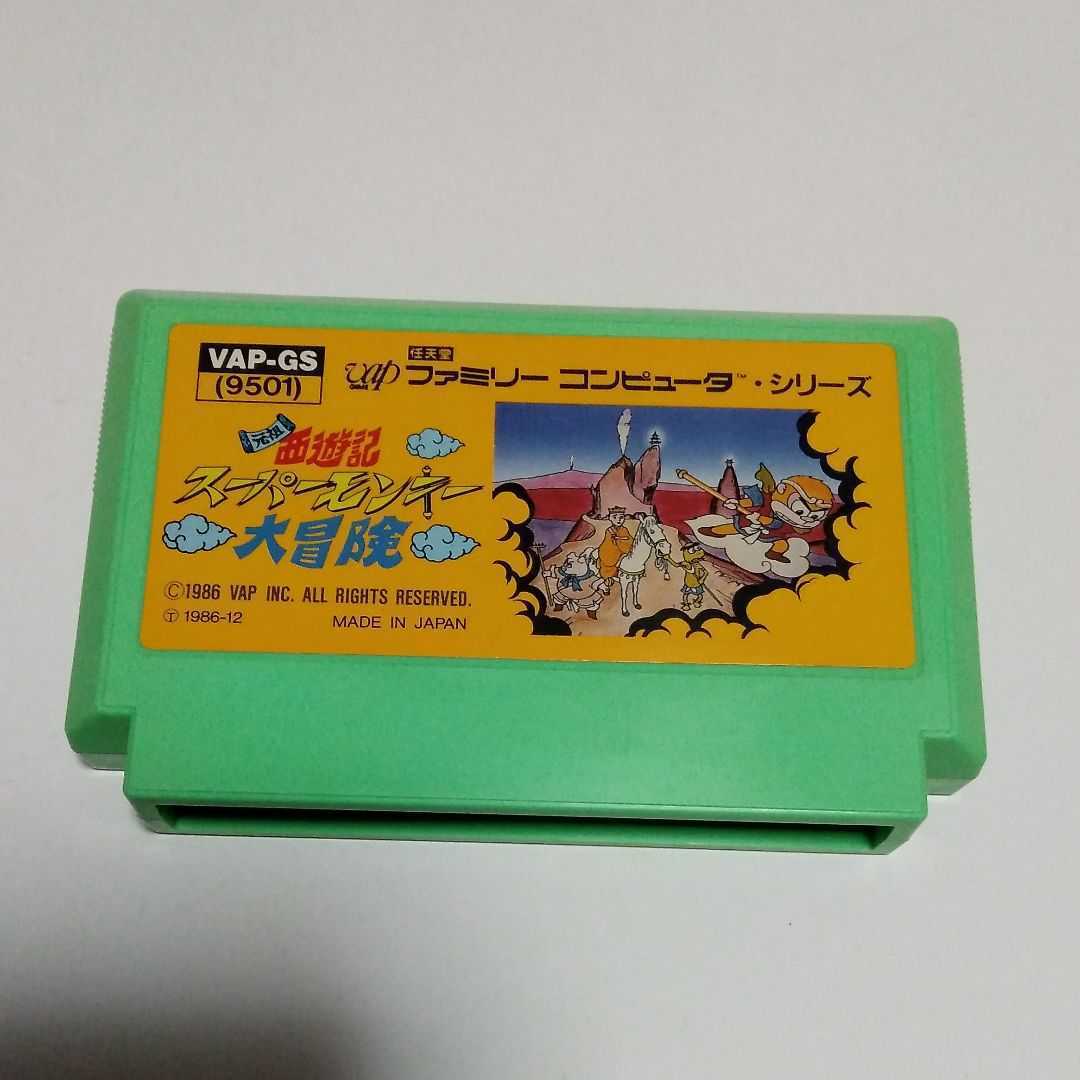 VAP-GS
(9501)
vap 任天堂 ファミリー コンピュータ™・シリーズ
元祖
西遊記
スーパーモンキー
大冒険
©1986 VAP INC. ALL RIGHTS RESERVED.
Ⓣ 1986-12 MADE IN JAPAN